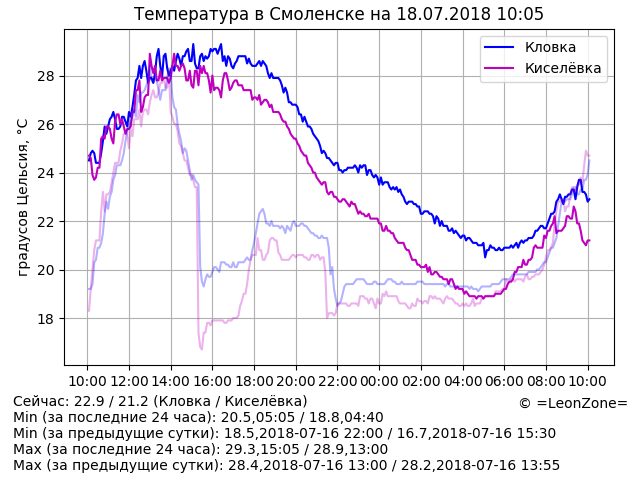 Температура в Смоленске на 18.07.2018 10:05
Кловка
Киселёвка
градусов Цельсия, °C
28
26
24
22
20
18
10:00 12:00 14:00 16:00 18:00 20:00 22:00 00:00 02:00 04:00 06:00 08:00 10:00
Сейчас: 22.9 / 21.2 (Кловка / Киселёвка)
© =LeonZone=
Min (за последние 24 часа): 20.5,05:05 / 18.8,04:40
Min (за предыдущие сутки): 18.5,2018-07-16 22:00 / 16.7,2018-07-16 15:30
Max (за последние 24 часа): 29.3,15:05 / 28.9,13:00
Max (за предыдущие сутки): 28.4,2018-07-16 13:00 / 28.2,2018-07-16 13:55